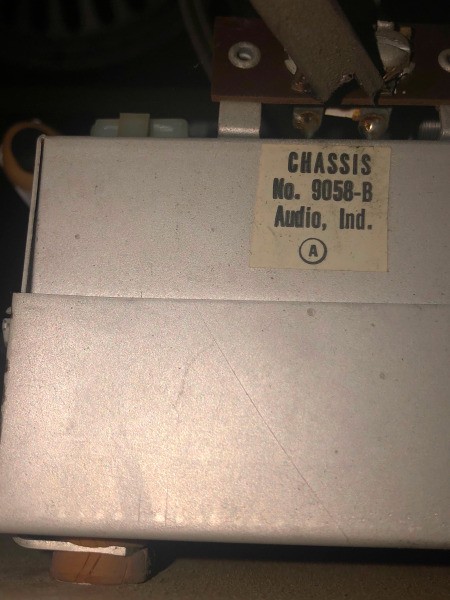 CHASSIS
No. 9058-B
Audio, Ind.
A